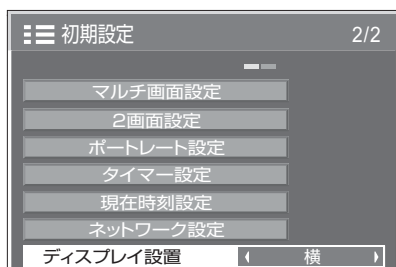 初期設定 2/2
マルチ画面設定
2画面設定
ポートレート設定
タイマー設定
現在時刻設定
ネットワーク設定
ディスプレイ設置 横